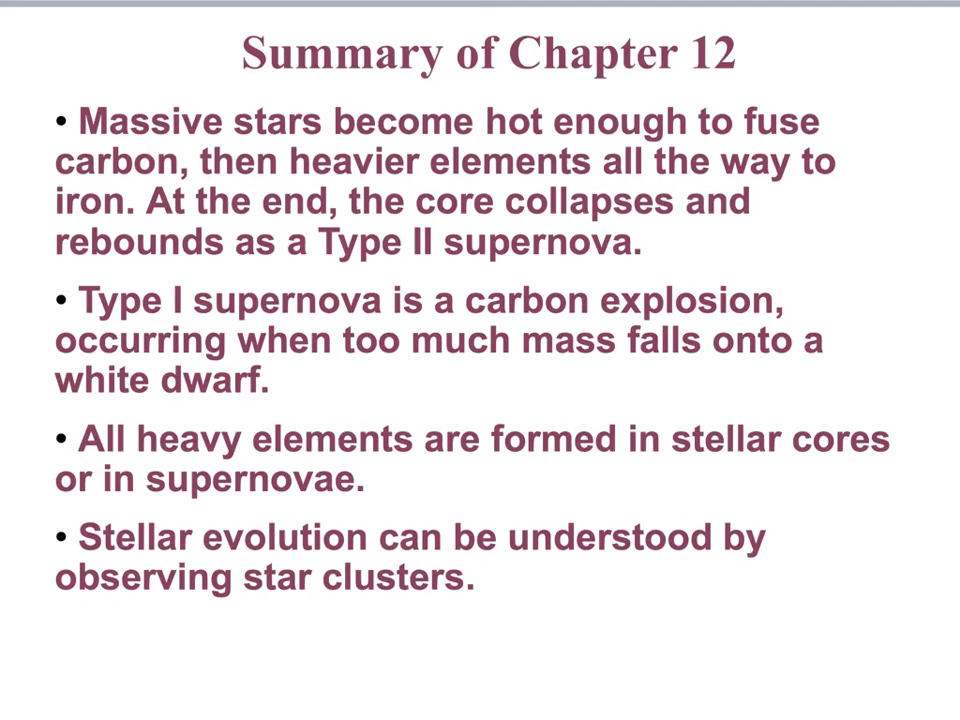 Summary of Chapter 12
• Massive stars become hot enough to fuse
carbon, then heavier elements all the way to
iron. At the end, the core collapses and
rebounds as a Type II supernova.
• Type I supernova is a carbon explosion,
occurring when too much mass falls onto a
white dwarf.
• All heavy elements are formed in stellar cores
or in supernovae.
• Stellar evolution can be understood by
observing star clusters.